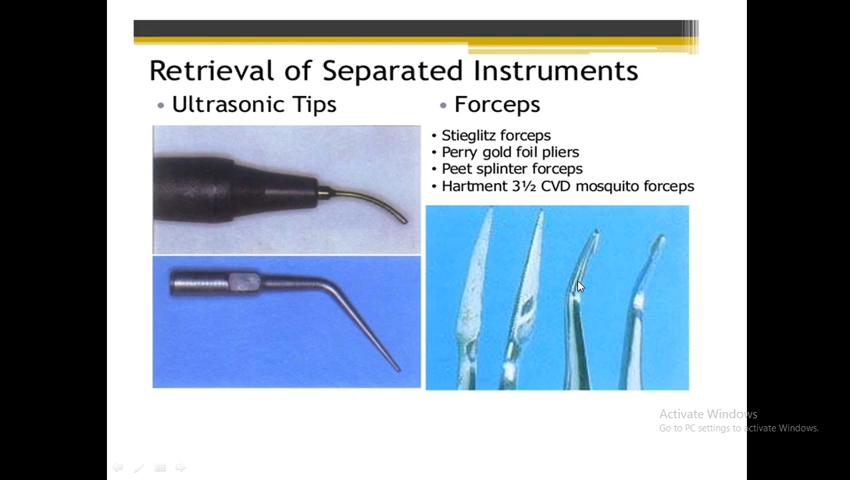 Retrieval of Separated Instruments
• Ultrasonic Tips
• Forceps
• Stieglitz forceps
• Perry gold foil pliers
• Peet splinter forceps
• Hartment 3½ CVD mosquito forceps
Activate Windows
Go to PC settings to activate Windows.